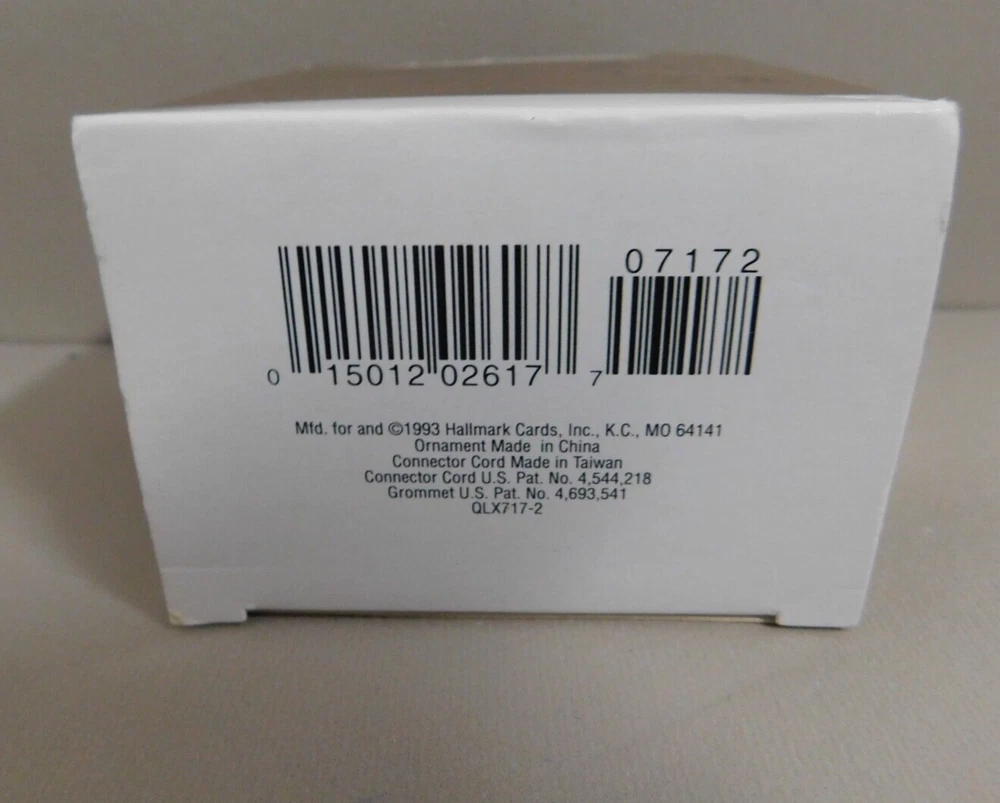 07172
0 15012 02617 7
Mfd. for and ©1993 Hallmark Cards, Inc., K.C., MO 64141
Ornament Made in China
Connector Cord Made in Taiwan
Connector Cord U.S. Pat. No. 4,544,218
Grommet U.S. Pat. No. 4,693,541
QLX717-2